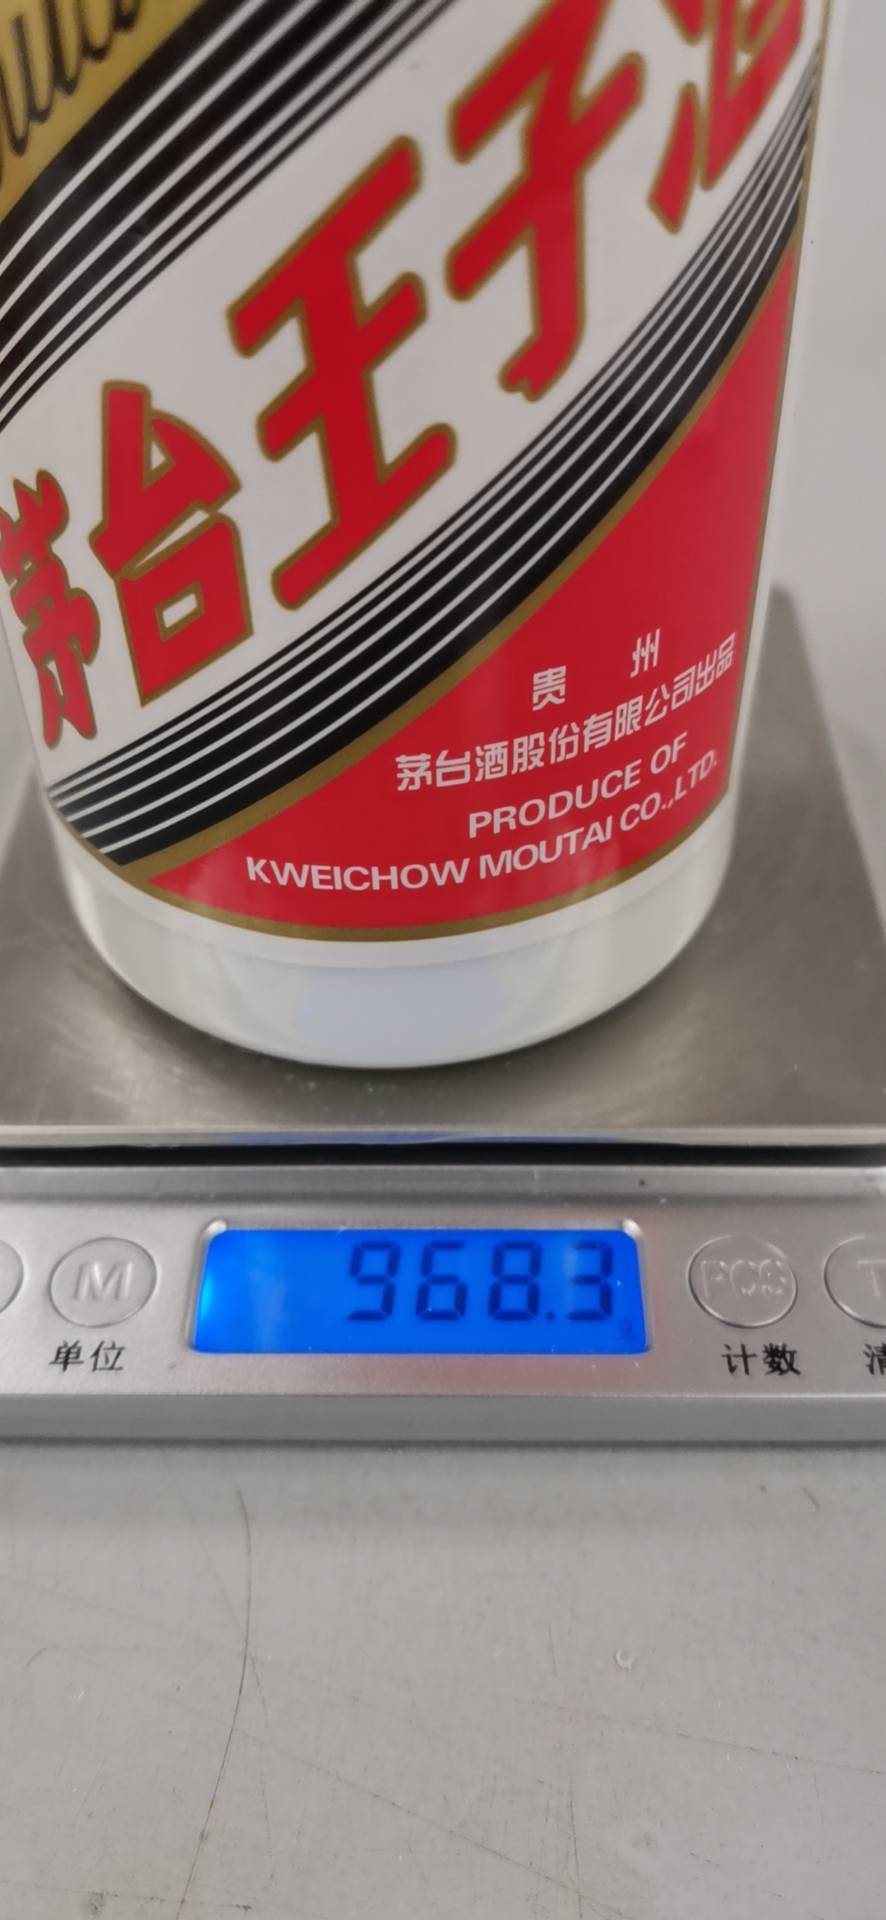 茅台王子酒
贵 州
茅台酒股份有限公司出品
PRODUCE OF
KWEICHOW MOUTAI CO.,LTD.
968.3
M
PCS
T
单位
计数
清